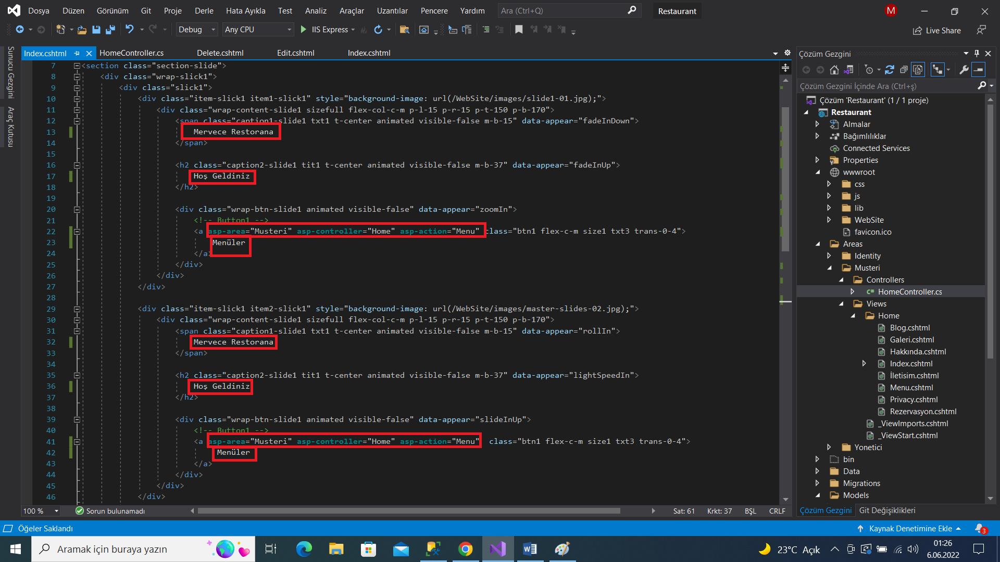 Dosya Düzen Görünüm Git Proje Derle Hata Ayıkla Test Analiz Araçlar Uzantılar Pencere Yardım Ara (Ctrl+Q) Restaurant M
Debug Any CPU IIS Express Live Share
Sunucu Gezgini
Araç Kutusu
Index.cshtml HomeController.cs Delete.cshtml Edit.cshtml Index.cshtml
7 <section class="section-slide">
8 <div class="wrap-slick1">
9 <div class="slick1">
10 <div class="item-slick1 item1-slick1" style="background-image: url(/WebSite/images/slide1-01.jpg);">
11 <div class="wrap-content-slide1 sizefull flex-col-c-m p-l-15 p-r-15 p-t-150 p-b-170">
12 <span class="caption1-slide1 txt1 t-center animated visible-false m-b-15" data-appear="fadeInDown">
13 Mervece Restorana
14 </span>
15
16 <h2 class="caption2-slide1 tit1 t-center animated visible-false m-b-37" data-appear="fadeInUp">
17 Hoş Geldiniz
18 </h2>
19
20 <div class="wrap-btn-slide1 animated visible-false" data-appear="zoomIn">
21 <!-- Button1 -->
22 <a asp-area="Musteri" asp-controller="Home" asp-action="Menu" class="btn1 flex-c-m size1 txt3 trans-0-4">
23 Menüler
24 </a>
25 </div>
26 </div>
27 </div>
28
29 <div class="item-slick1 item2-slick1" style="background-image: url(/WebSite/images/master-slides-02.jpg);">
30 <div class="wrap-content-slide1 sizefull flex-col-c-m p-l-15 p-r-15 p-t-150 p-b-170">
31 <span class="caption1-slide1 txt1 t-center animated visible-false m-b-15" data-appear="rollIn">
32 Mervece Restorana
33 </span>
34
35 <h2 class="caption2-slide1 tit1 t-center animated visible-false m-b-37" data-appear="lightSpeedIn">
36 Hoş Geldiniz
37 </h2>
38
39 <div class="wrap-btn-slide1 animated visible-false" data-appear="slideInUp">
40 <!-- Button1 -->
41 <a asp-area="Musteri" asp-controller="Home" asp-action="Menu" class="btn1 flex-c-m size1 txt3 trans-0-4">
42 Menüler
43 </a>
44 </div>
45 </div>
46 </div>
100 % Sorun bulunamadı Sat: 61 Krkt: 37 BŞL CRLF
Çözüm Gezgini
Çözüm Gezgini İçinde Ara (Ctrl+ş)
Çözüm 'Restaurant' (1 / 1 proje)
Restaurant
Almalar
Bağımlılıklar
Connected Services
Properties
wwwroot
css
js
lib
WebSite
favicon.ico
Areas
Identity
Musteri
Controllers
C# HomeController.cs
Views
Home
Blog.cshtml
Galeri.cshtml
Hakkında.cshtml
Index.cshtml
İletisim.cshtml
Menu.cshtml
Privacy.cshtml
Rezervasyon.cshtml
_ViewImports.cshtml
_ViewStart.cshtml
Yonetici
bin
Data
Migrations
Models
Çözüm Gezgini Git Değişiklikleri
Öğeler Saklandı Kaynak Denetimine Ekle 3
Aramak için buraya yazın 23°C Açık 01:26
6.06.2022